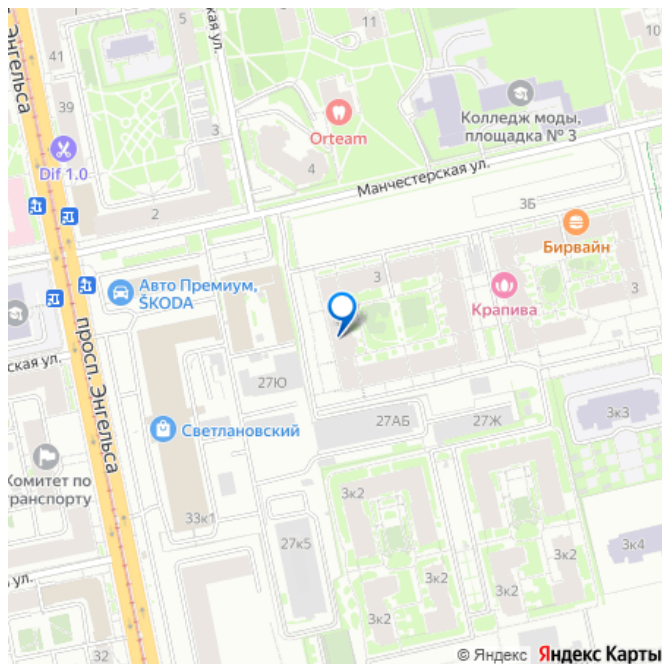 Энгельса
41
ская ул.
5
11
10
39
3
Orteam
Колледж моды,
площадка № 3
Dif 1.0
4
Манчестерская ул.
2
3Б
Бирвайн
3
3
Авто Премиум,
ŠKODA
Крапива
просп. Энгельса
ская ул.
27Ю
27АБ
27Ж
3к3
Светлановский
Комитет по
транспорту
3к2
3к2
33к1
27к5
3к4
3к2
3к2
ул.
3к2
3к2
32
© Яндекс Яндекс Карты